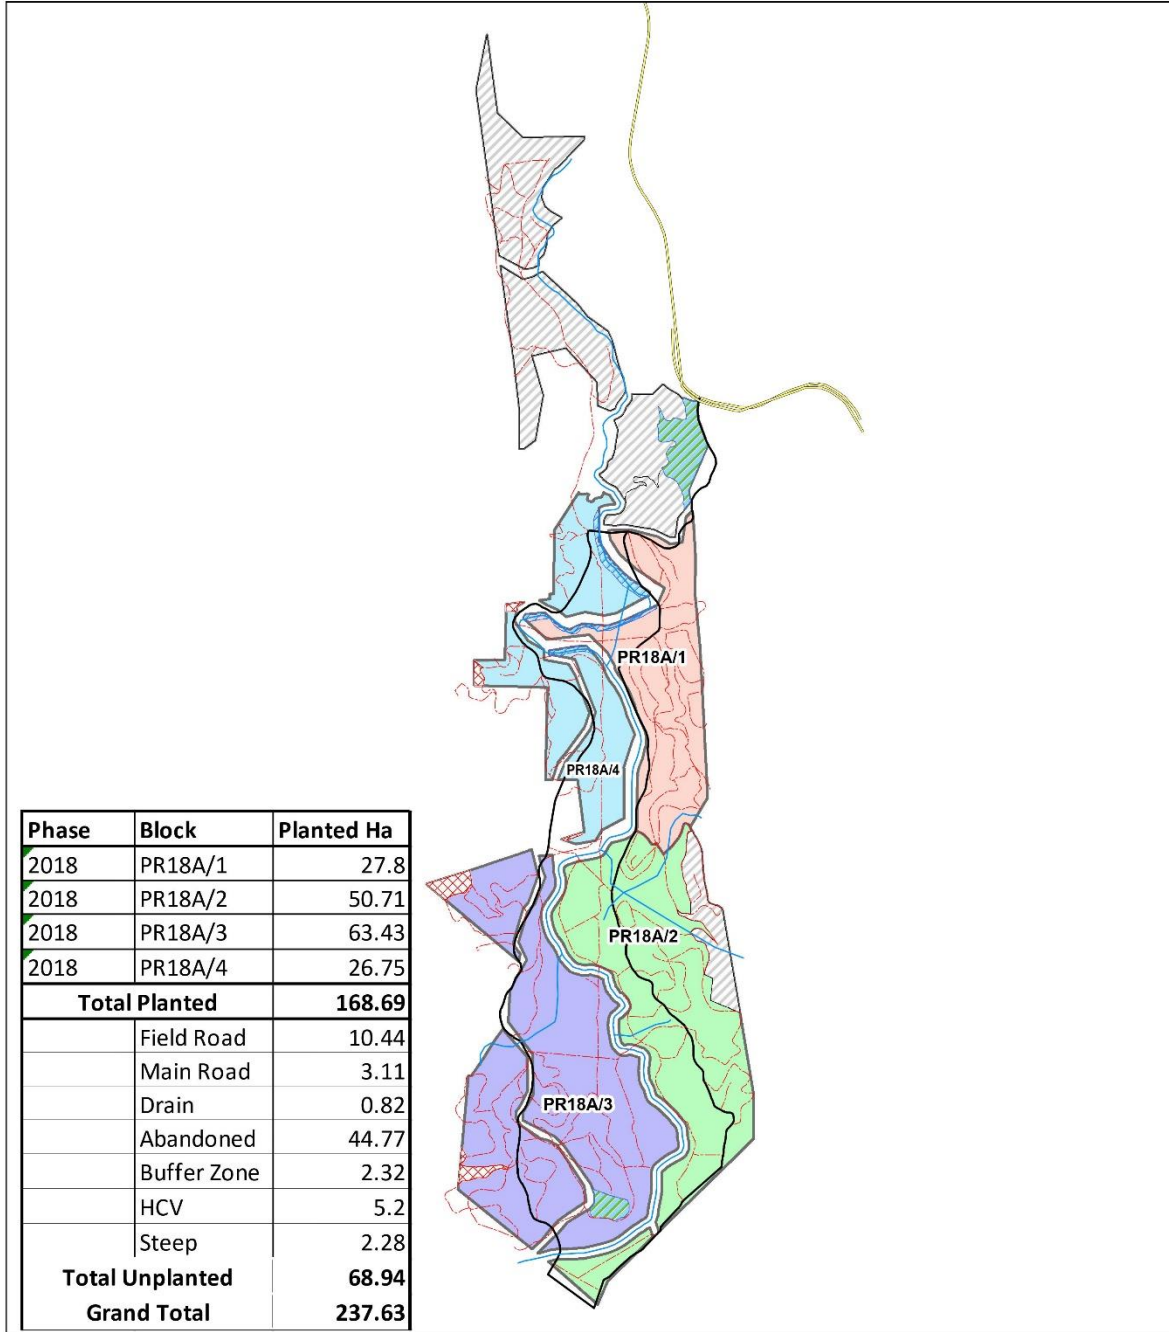 PR18A/1
PR18A/4
PR18A/2
PR18A/3
Phase Block Planted Ha
2018 PR18A/1 27.8
2018 PR18A/2 50.71
2018 PR18A/3 63.43
2018 PR18A/4 26.75
Total Planted 168.69
Field Road 10.44
Main Road 3.11
Drain 0.82
Abandoned 44.77
Buffer Zone 2.32
HCV 5.2
Steep 2.28
Total Unplanted 68.94
Grand Total 237.63